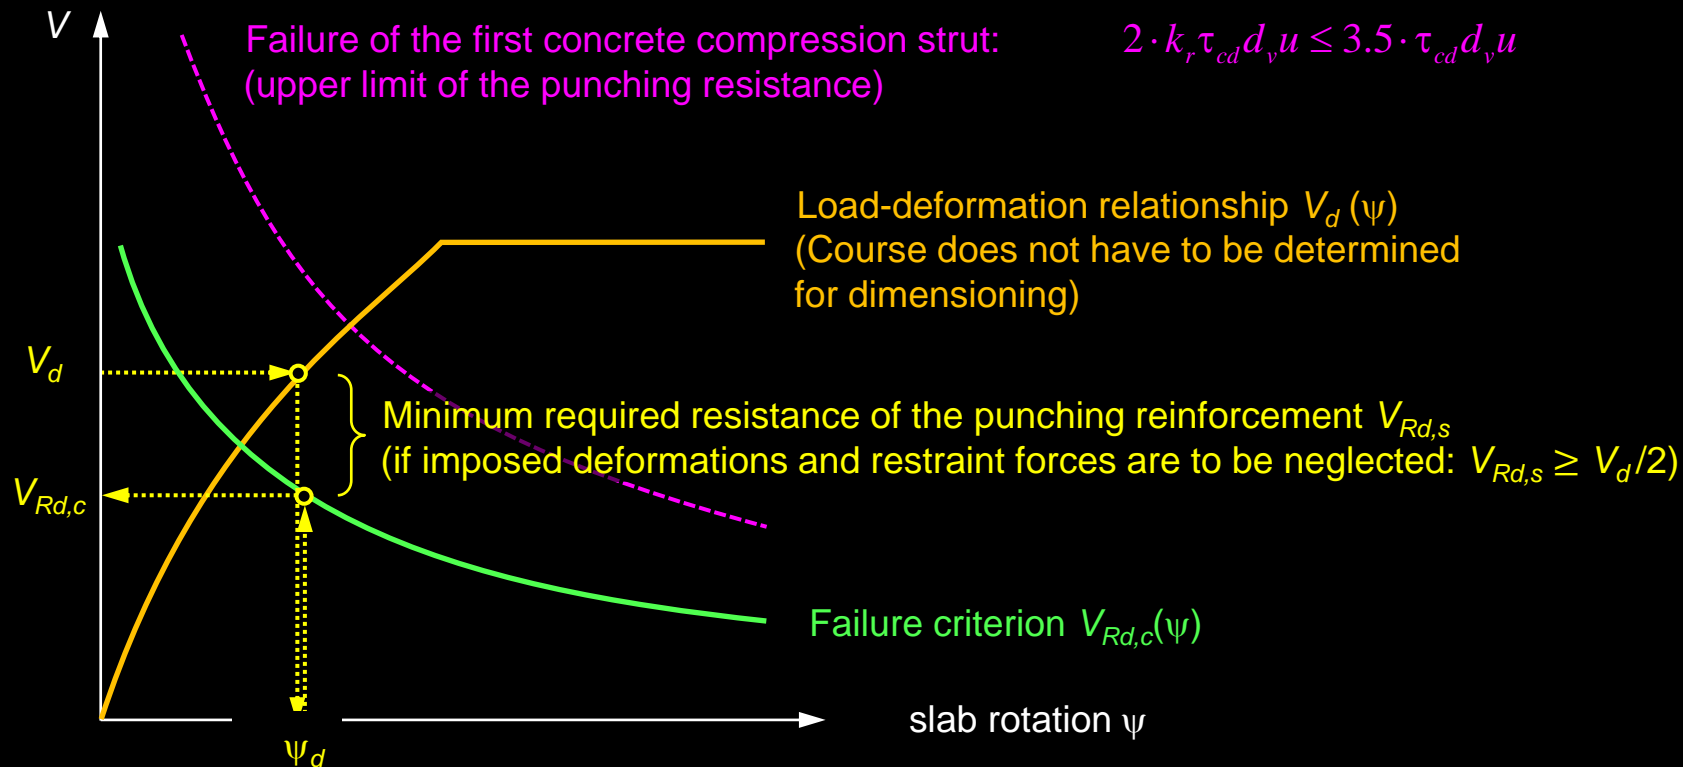 V
Failure of the first concrete compression strut: 2 · k_r τ_cd d_v u ≤ 3.5 · τ_cd d_v u
(upper limit of the punching resistance)
Load-deformation relationship V_d (ψ)
(Course does not have to be determined
for dimensioning)
V_d
Minimum required resistance of the punching reinforcement V_Rd,s
(if imposed deformations and restraint forces are to be neglected: V_Rd,s ≥ V_d /2)
V_Rd,c
Failure criterion V_Rd,c(ψ)
slab rotation ψ
ψ_d